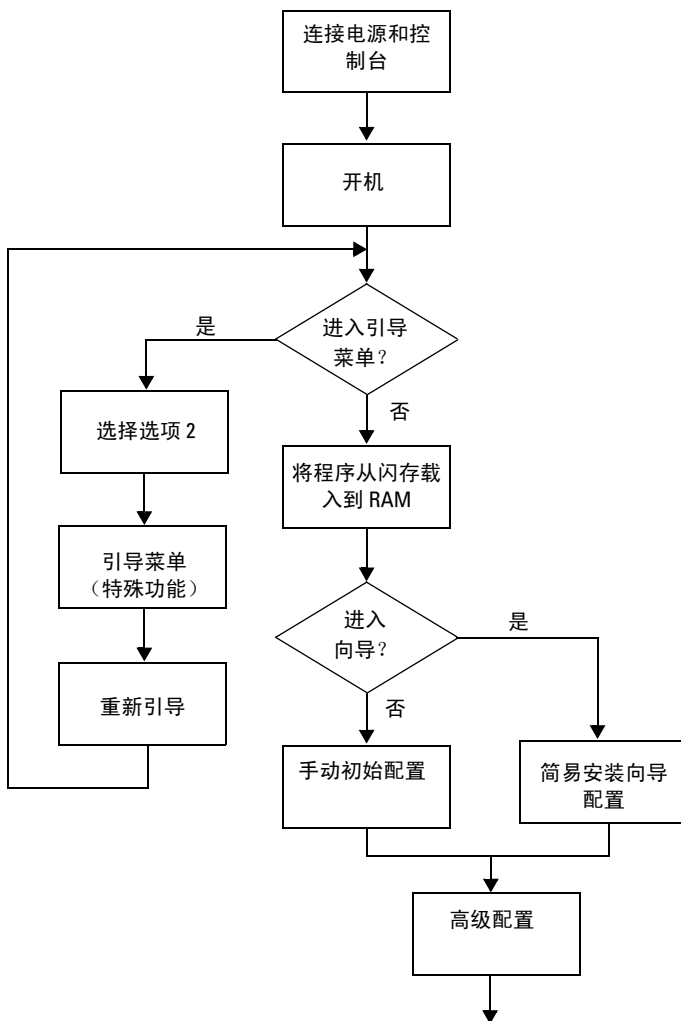 连接电源和控
制台
开机
进入引导
菜单？
是
否
选择选项 2
将程序从闪存载
入到 RAM
引导菜单
（特殊功能）
进入
向导？
是
否
重新引导
手动初始配置
简易安装向导
配置
高级配置